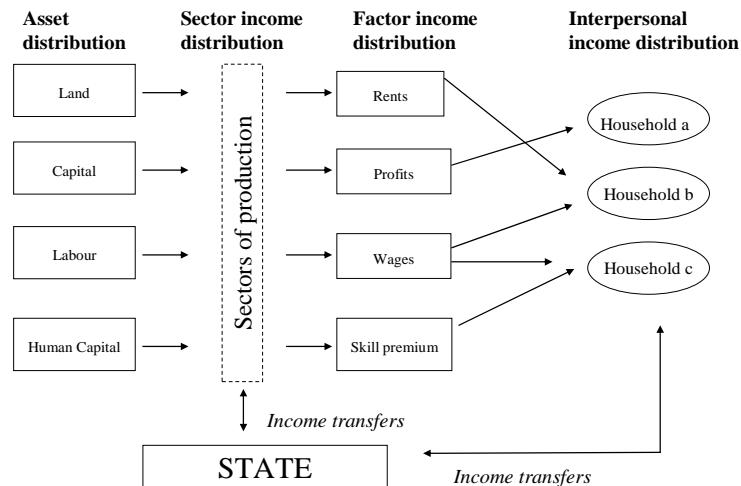 Asset
distribution
Sector income
distribution
Factor income
distribution
Interpersonal
income distribution
Land
Rents
Household a
Capital
Profits
Household b
Labour
Wages
Household c
Human Capital
Skill premium
Sectors of production
Income transfers
STATE
Income transfers